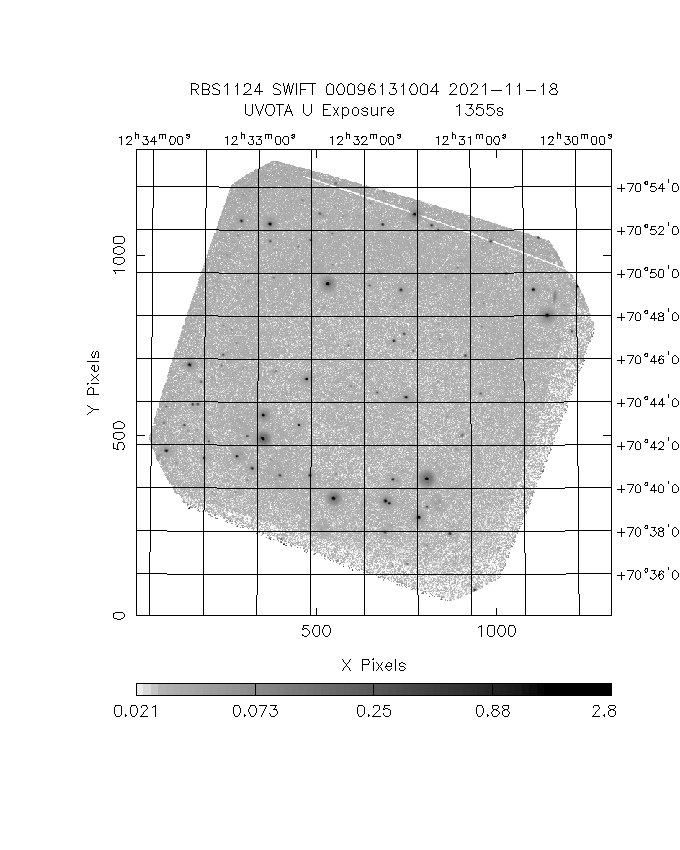 RBS1124 SWIFT 00096131004 2021-11-18
UVOTA U Exposure 1355s
12h34m00s 12h33m00s 12h32m00s 12h31m00s 12h30m00s
+70°54'0
+70°52'0
+70°50'0
+70°48'0
+70°46'0
+70°44'0
+70°42'0
+70°40'0
+70°38'0
+70°36'0
1000
500
0
Y Pixels
500 1000
X Pixels
0.021 0.073 0.25 0.88 2.8